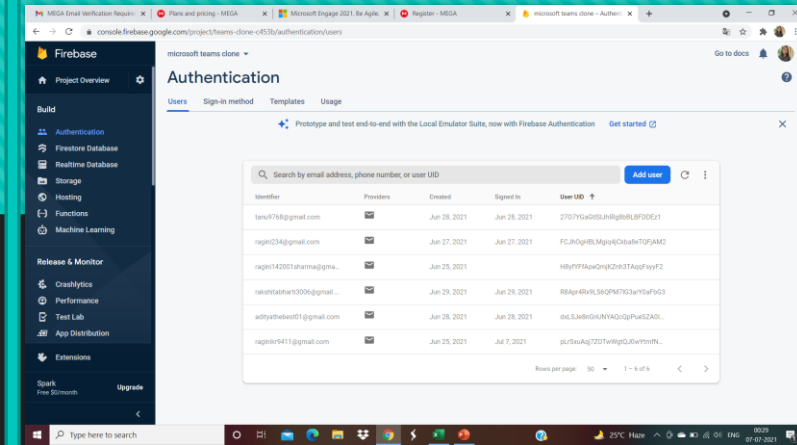 MEGA Email Verification Require
Plans and pricing - MEGA
Microsoft Engage 2021. Be Agile.
Register - MEGA
microsoft teams clone – Authen
console.firebase.google.com/project/teams-clone-c453b/authentication/users
Firebase
microsoft teams clone
Go to docs
Project Overview
Authentication
Build
Users Sign-in method Templates Usage
Prototype and test end-to-end with the Local Emulator Suite, now with Firebase Authentication Get started
Authentication
Firestore Database
Realtime Database
Storage
Hosting
Functions
Machine Learning
Release & Monitor
Crashlytics
Performance
Test Lab
App Distribution
Extensions
Spark
Free $0/month
Upgrade
Search by email address, phone number, or user UID
Add user
Identifier Providers Created Signed In User UID
tanu9768@gmail.com Jun 28, 2021 Jun 28, 2021
ragini234@gmail.com Jun 27, 2021 Jun 27, 2021
ragini142001sharma@gma... Jun 25, 2021
rakshitabharti3006@gmail... Jun 29, 2021 Jun 29, 2021
adityathebest01@gmail.com Jun 28, 2021 Jun 28, 2021
raginikr9411@gmail.com Jun 25, 2021 Jul 7, 2021
Rows per page: 50 1 – 6 of 6
Type here to search
25°C Haze
ENG
00:29
07-07-2021